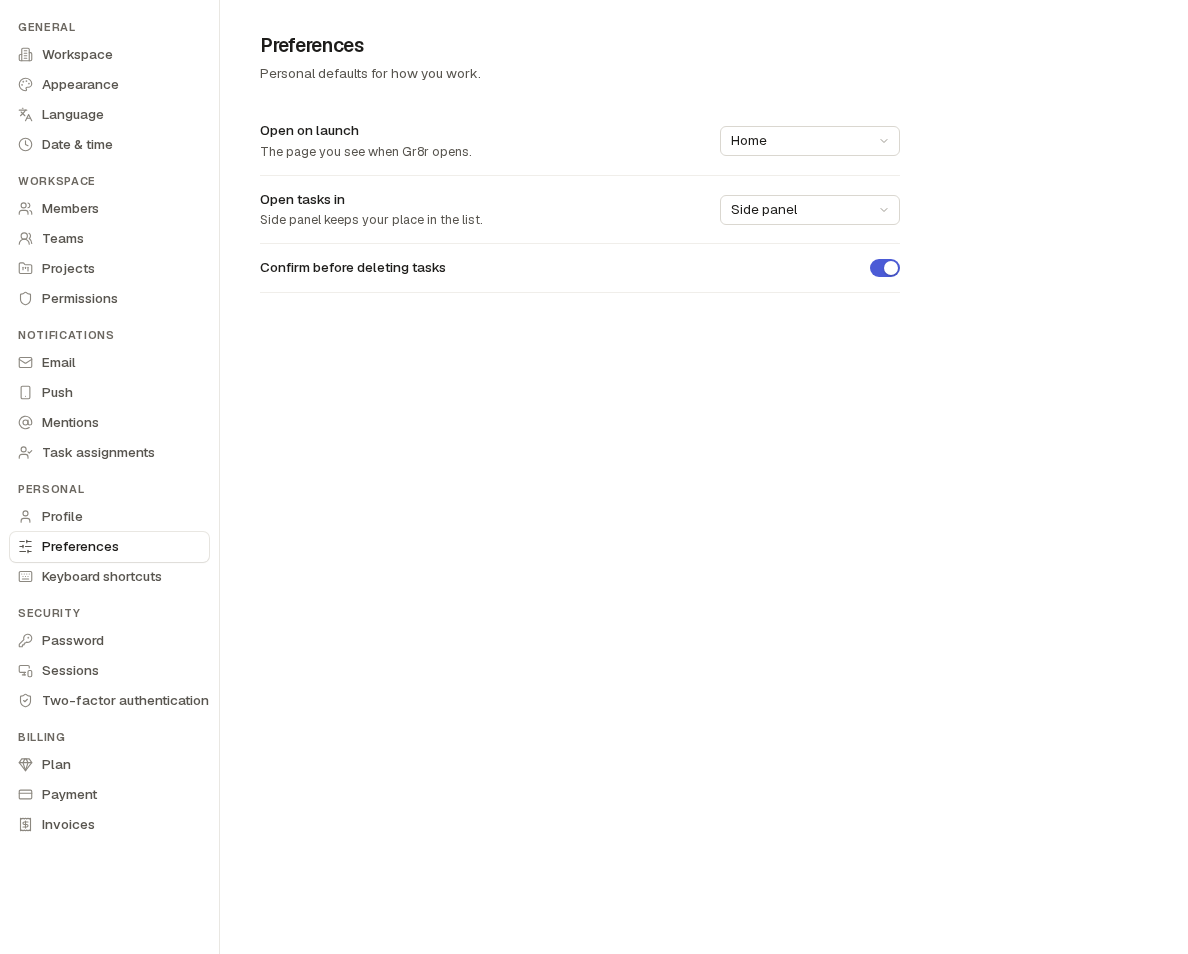 GENERAL
Workspace
Appearance
Language
Date & time
WORKSPACE
Members
Teams
Projects
Permissions
NOTIFICATIONS
Email
Push
Mentions
Task assignments
PERSONAL
Profile
Preferences
Keyboard shortcuts
SECURITY
Password
Sessions
Two-factor authentication
BILLING
Plan
Payment
Invoices
Preferences
Personal defaults for how you work.
Open on launch
The page you see when Gr8r opens.
Home
Open tasks in
Side panel keeps your place in the list.
Side panel
Confirm before deleting tasks